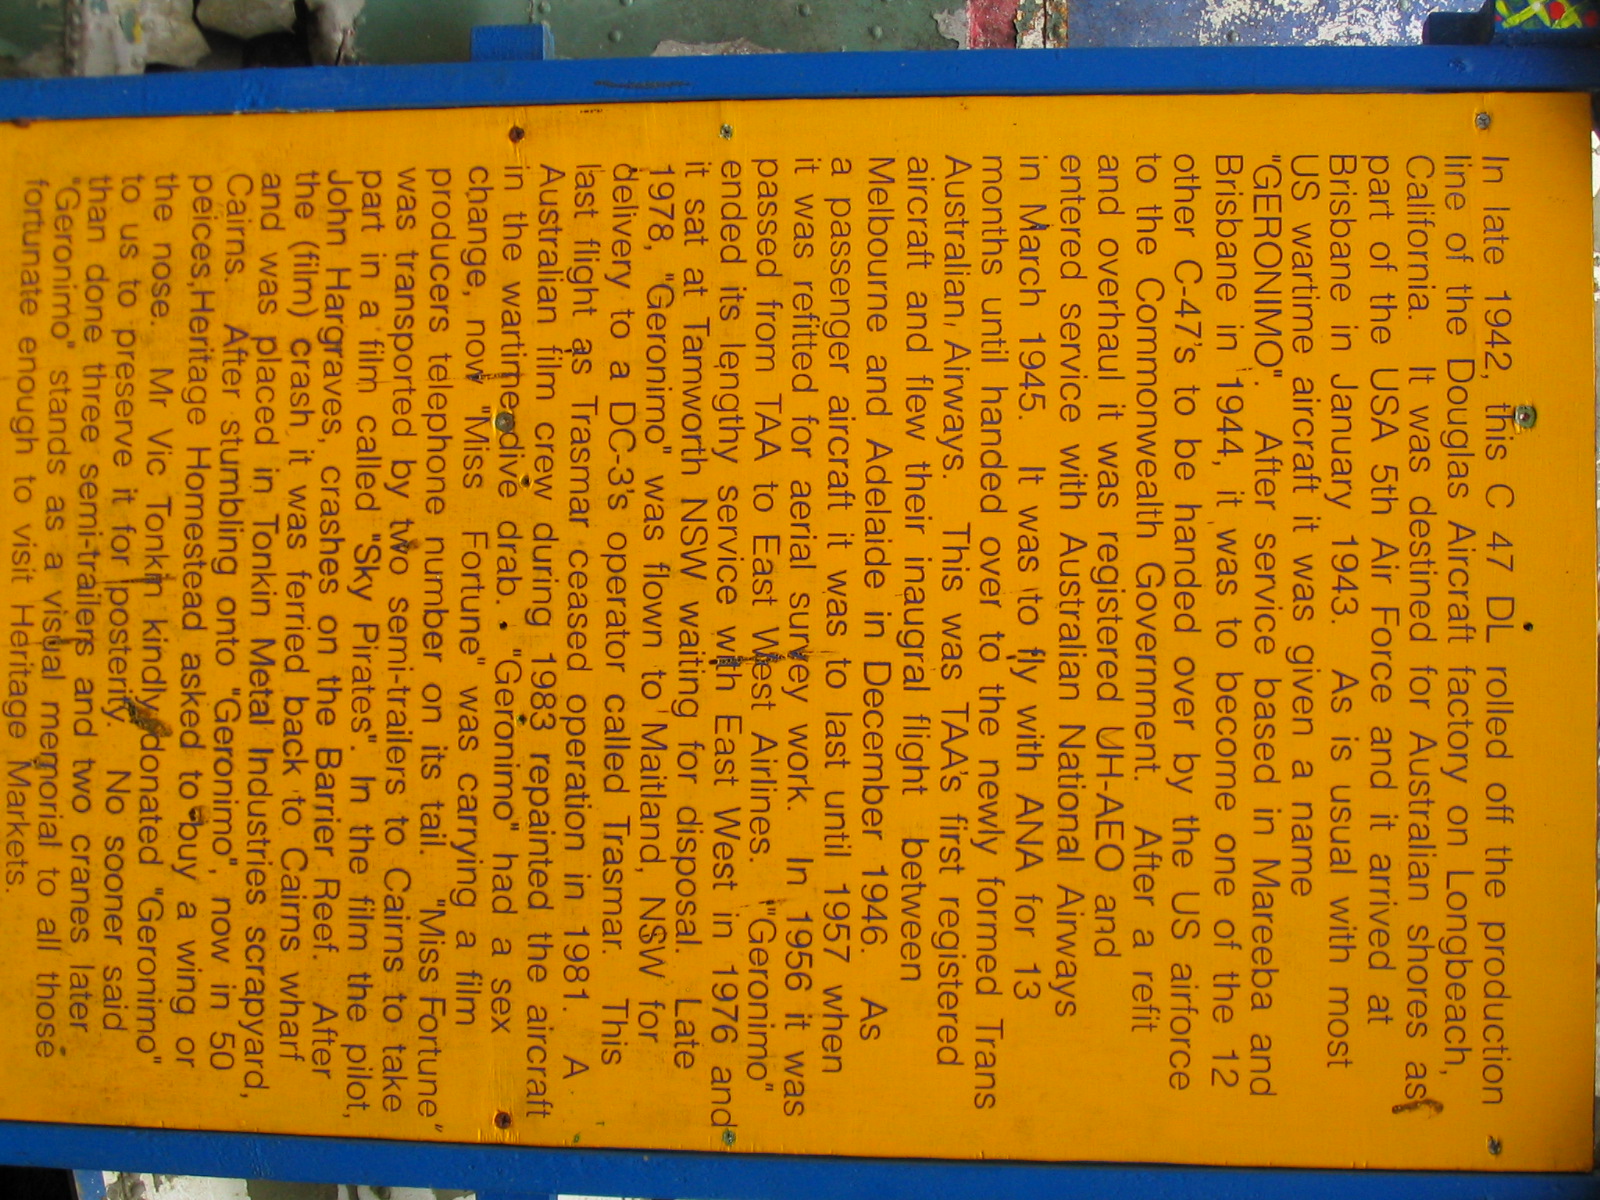 In late 1942, this C 47 DL rolled off the production
line of the Douglas Aircraft factory on Longbeach,
California. It was destined for Australian shores as
part of the USA 5th Air Force and it arrived at
Brisbane in January 1943. As is usual with most
US wartime aircraft it was given a name
"GERONIMO". After service based in Mareeba and
Brisbane in 1944, it was to become one of the 12
other C-47's to be handed over by the US airforce
to the Commonwealth Government. After a refit
and overhaul it was registered UH-AEO and
entered service with Australian National Airways
in March 1945. It was to fly with ANA for 13
months until handed over to the newly formed Trans
Australian, Airways. This was TAA's first registered
aircraft and flew their inaugral flight between
Melbourne and Adelaide in December 1946. As
a passenger aircraft it was to last until 1957 when
it was refitted for aerial survey work. In 1956 it was
passed from TAA to East West Airlines. "Geronimo"
ended its lengthy service with East West in 1976 and
it sat at Tamworth NSW waiting for disposal. Late
1978, "Geronimo" was flown to Maitland, NSW for
delivery to a DC-3's operator called Trasmar. This
last flight as Trasmar ceased operation in 1981. A
Australian film crew during 1983 repainted the aircraft
in the wartime dive drab. "Geronimo" had a sex
change, now "Miss Fortune" was carrying a film
producers telephone number on its tail. "Miss Fortune"
was transported by two semi-trailers to Cairns to take
part in a film called "Sky Pirates". In the film the pilot,
John Hargraves, crashes on the Barrier Reef. After
the (film) crash it was ferried back to Cairns wharf
and was placed in Tonkin Metal Industries scrapyard,
Cairns. After stumbling onto "Geronimo", now in 50
peices,Heritage Homestead asked to buy a wing or
the nose. Mr Vic Tonkin kindly donated "Geronimo"
to us to preserve it for posterity. No sooner said
than done three semi-trailers and two cranes later
"Geronimo" stands as a visual memorial to all those
fortunate enough to visit Heritage Markets.